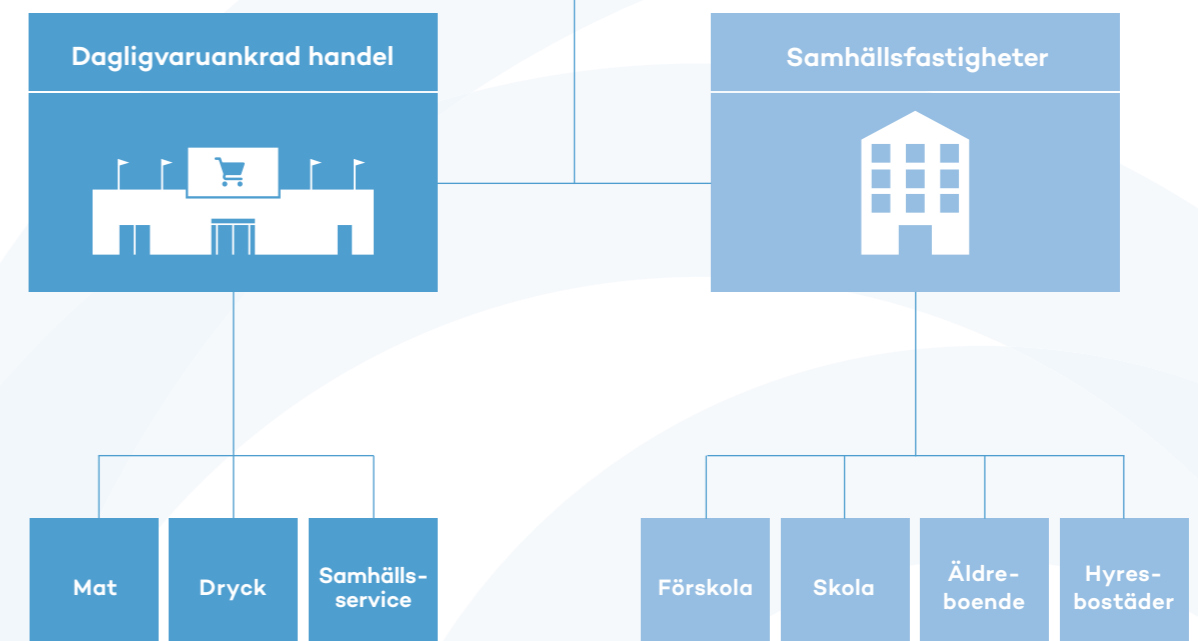 Dagligvaruankrad handel
Samhällsfastigheter
Mat
Dryck
Samhälls-
service
Förskola
Skola
Äldre-
boende
Hyres-
bostäder